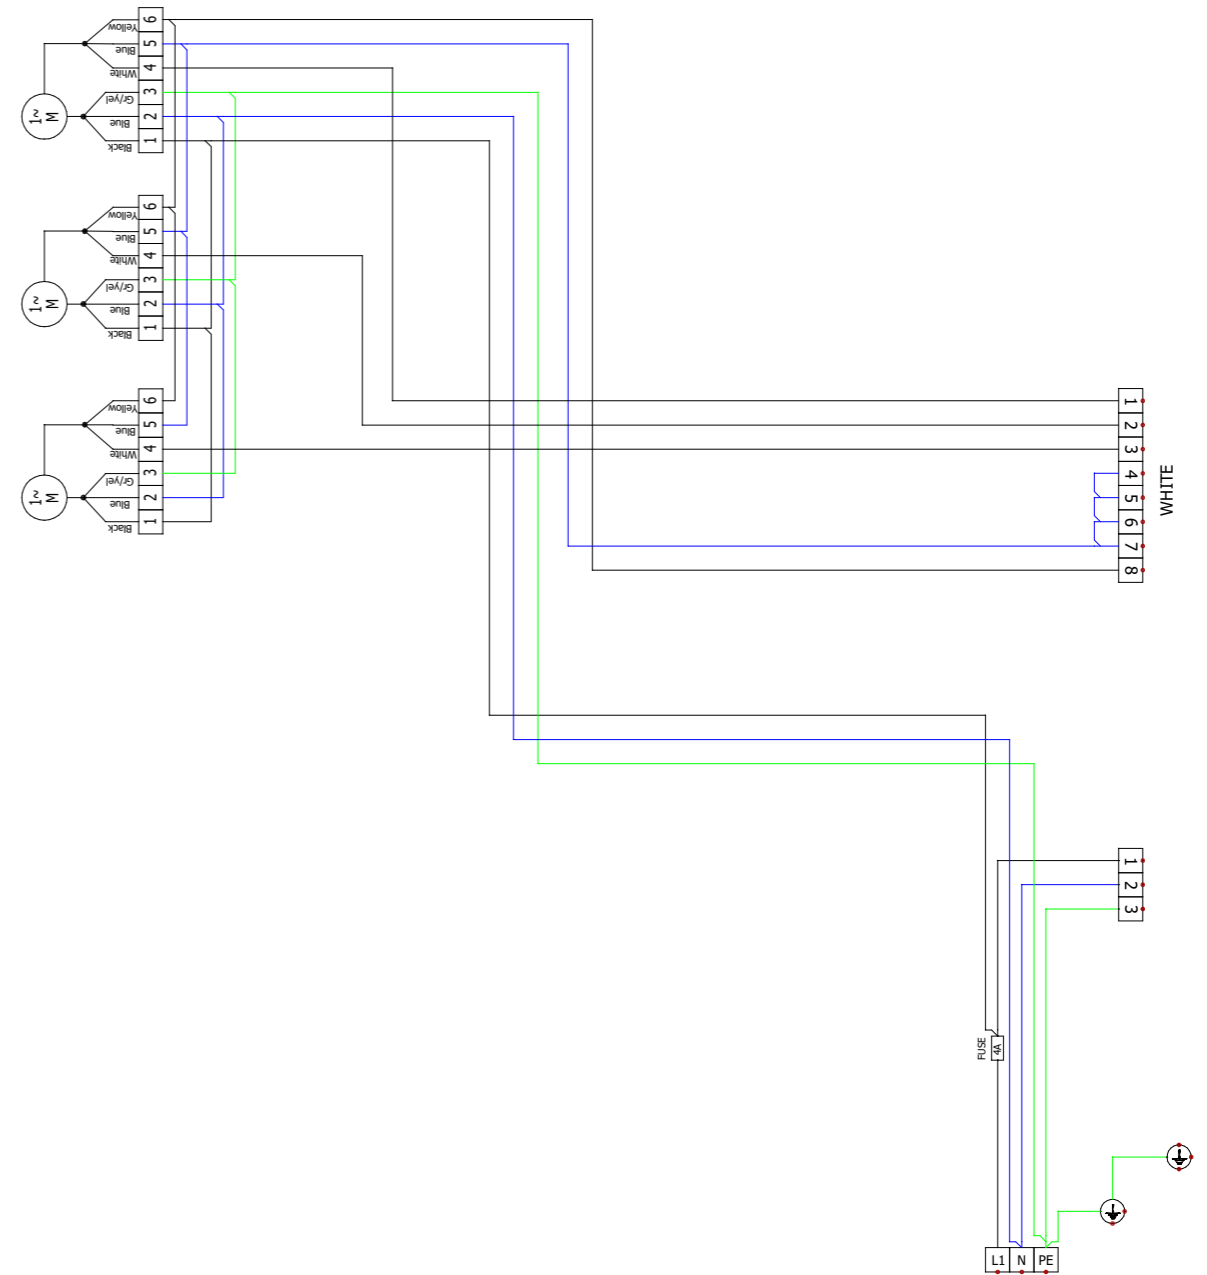 6
Yellow
5
Blue
4
White
3
Gr/yel
2
Blue
1
Black
1~
M
6
Yellow
5
Blue
4
White
3
Gr/yel
2
Blue
1
Black
1~
M
6
Yellow
5
Blue
4
White
3
Gr/yel
2
Blue
1
Black
1~
M
1
2
3
4
5
6
7
8
WHITE
1
2
3
FUSE
4A
L1 N PE